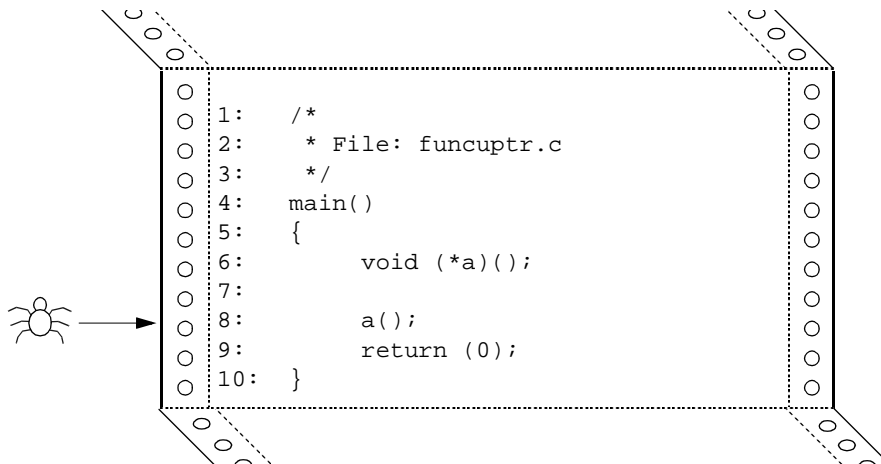 1: /*
2: * File: funcuptr.c
3: */
4: main()
5: {
6: void (*a)();
7:
8: a();
9: return (0);
10: }